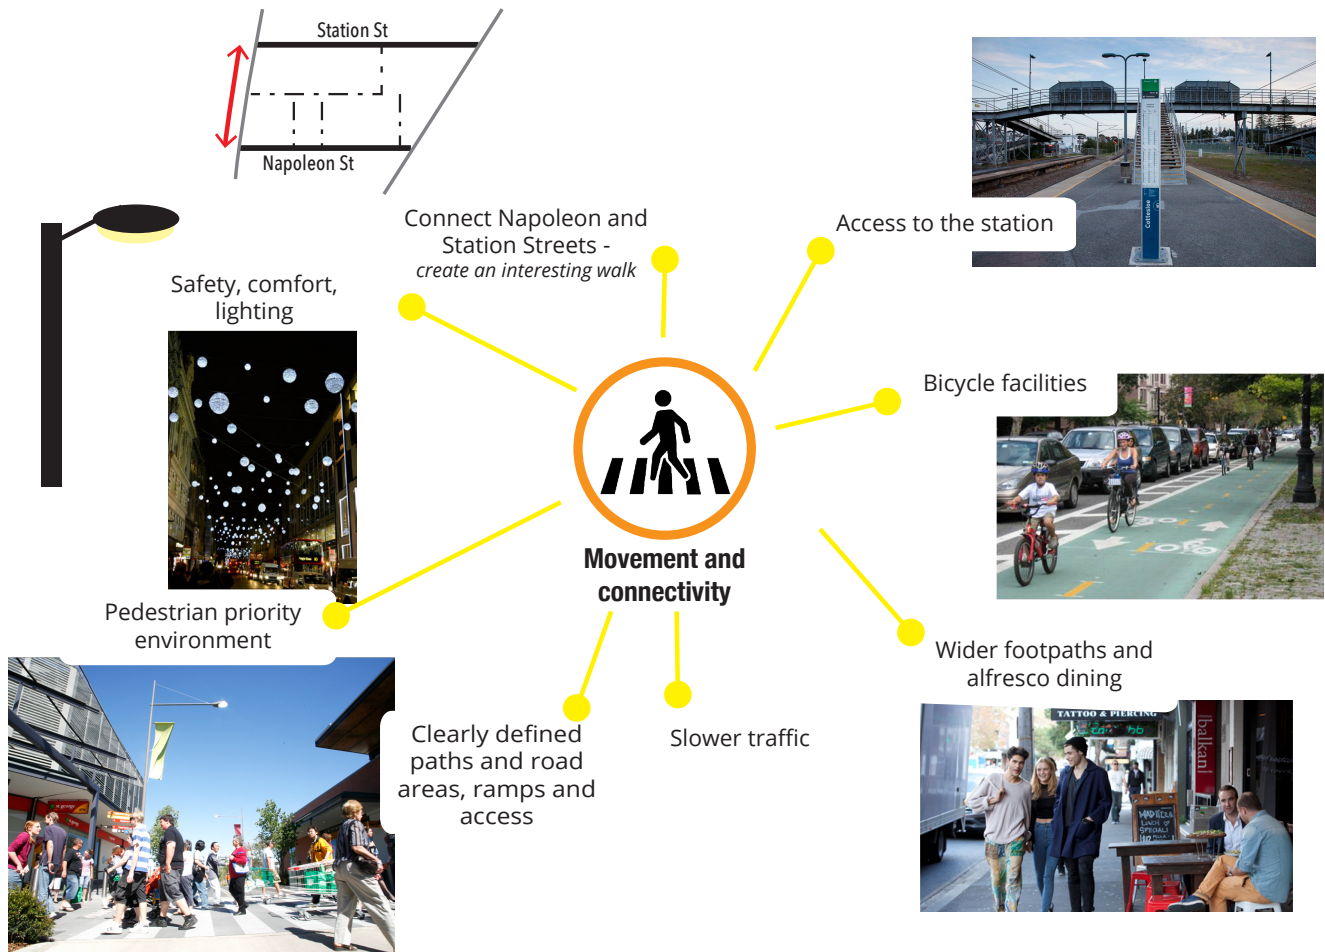 Station St
Napoleon St
Connect Napoleon and
Station Streets -
create an interesting walk
Access to the station
Cottesloe
Safety, comfort,
lighting
Bicycle facilities
Movement and
connectivity
Pedestrian priority
environment
Wider footpaths and
alfresco dining
TATTOO & PIERCING
balkan
Clearly defined
paths and road
areas, ramps and
access
Slower traffic